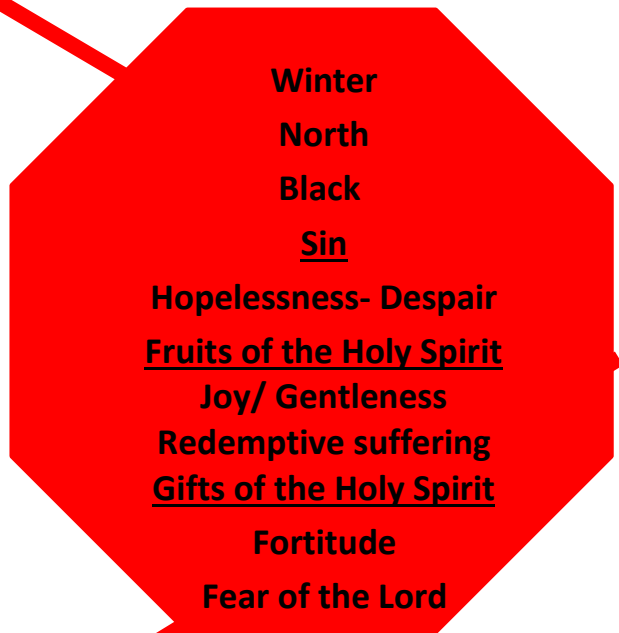 Winter
North
Black
Sin
Hopelessness- Despair
Fruits of the Holy Spirit
Joy/ Gentleness
Redemptive suffering
Gifts of the Holy Spirit
Fortitude
Fear of the Lord